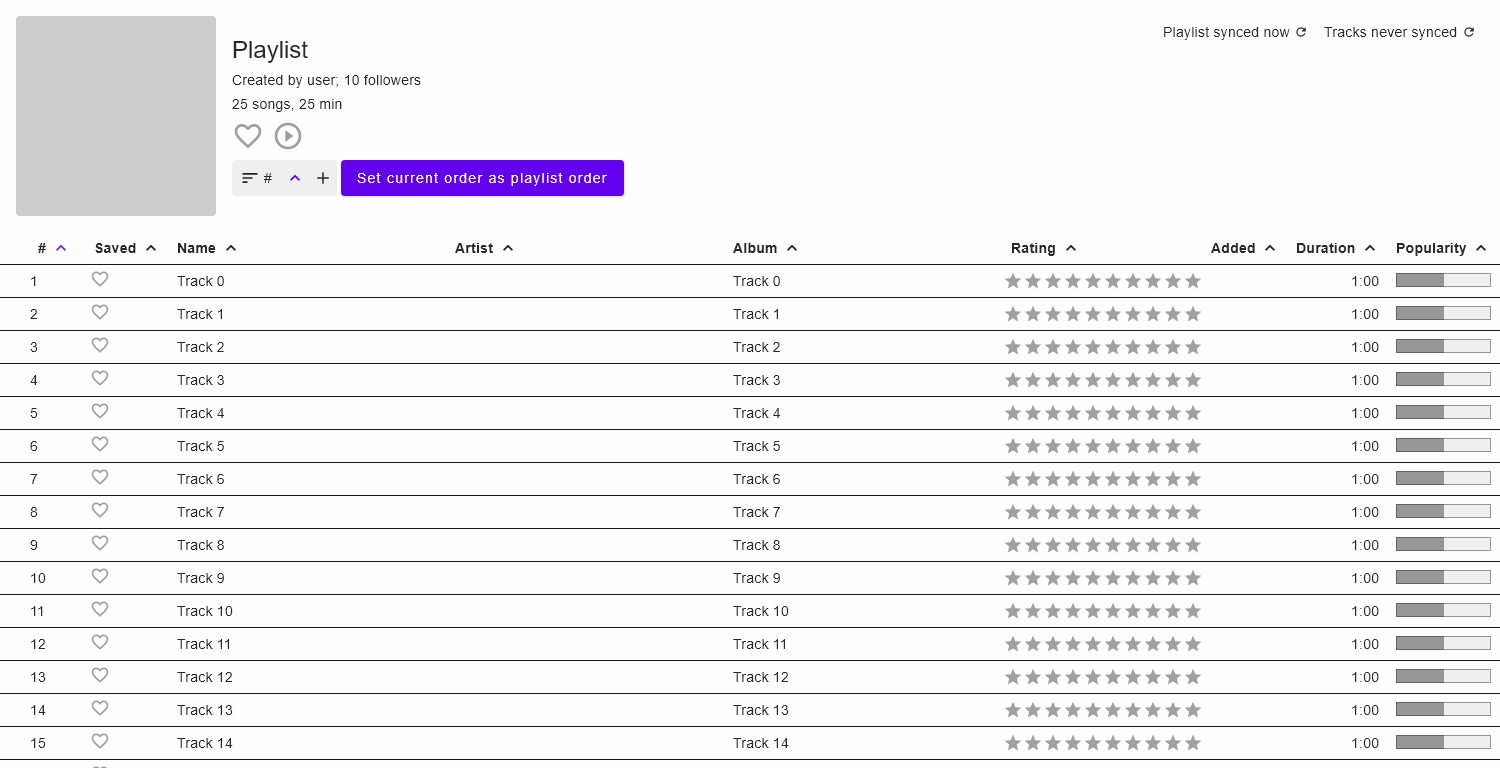 Playlist synced now Tracks never synced
Playlist
Created by user; 10 followers
25 songs, 25 min
# Set current order as playlist order
# Saved Name Artist Album Rating Added Duration Popularity
1 Track 0 Track 0 1:00
2 Track 1 Track 1 1:00
3 Track 2 Track 2 1:00
4 Track 3 Track 3 1:00
5 Track 4 Track 4 1:00
6 Track 5 Track 5 1:00
7 Track 6 Track 6 1:00
8 Track 7 Track 7 1:00
9 Track 8 Track 8 1:00
10 Track 9 Track 9 1:00
11 Track 10 Track 10 1:00
12 Track 11 Track 11 1:00
13 Track 12 Track 12 1:00
14 Track 13 Track 13 1:00
15 Track 14 Track 14 1:00